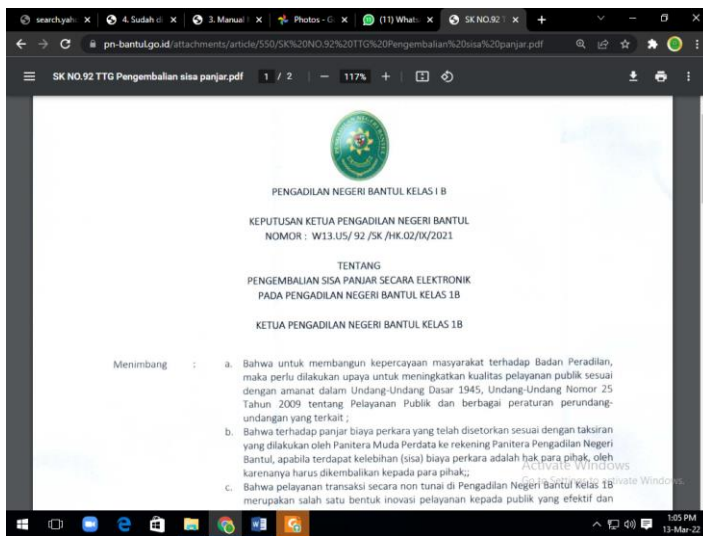 search.yah
4. Sudah di
3. Manual
Photos - G
(11) Whats
SK NO.92 T
pn-bantul.go.id/attachments/article/550/SK%20NO.92%20TTG%20Pengembalian%20sisa%20panjar.pdf
SK NO.92 TTG Pengembalian sisa panjar.pdf 1 / 2 — 117% +
PENGADILAN NEGERI BANTUL KELAS I B
KEPUTUSAN KETUA PENGADILAN NEGERI BANTUL
NOMOR : W13.U5/ 92 /SK /HK.02/IX/2021
TENTANG
PENGEMBALIAN SISA PANJAR SECARA ELEKTRONIK
PADA PENGADILAN NEGERI BANTUL KELAS 1B
KETUA PENGADILAN NEGERI BANTUL KELAS 1B
Menimbang : a. Bahwa untuk membangun kepercayaan masyarakat terhadap Badan Peradilan,
maka perlu dilakukan upaya untuk meningkatkan kualitas pelayanan publik sesuai
dengan amanat dalam Undang-Undang Dasar 1945, Undang-Undang Nomor 25
Tahun 2009 tentang Pelayanan Publik dan berbagai peraturan perundang-
undangan yang terkait ;
b. Bahwa terhadap panjar biaya perkara yang telah disetorkan sesuai dengan taksiran
yang dilakukan oleh Panitera Muda Perdata ke rekening Panitera Pengadilan Negeri
Bantul, apabila terdapat kelebihan (sisa) biaya perkara adalah hak para pihak, oleh
karenanya harus dikembalikan kepada para pihak;;
c. Bahwa pelayanan transaksi secara non tunai di Pengadilan Negeri Bantul Kelas 1B
merupakan salah satu bentuk inovasi pelayanan kepada publik yang efektif dan
Activate Windows
Go to Settings to activate Windows.
1:05 PM
13-Mar-22